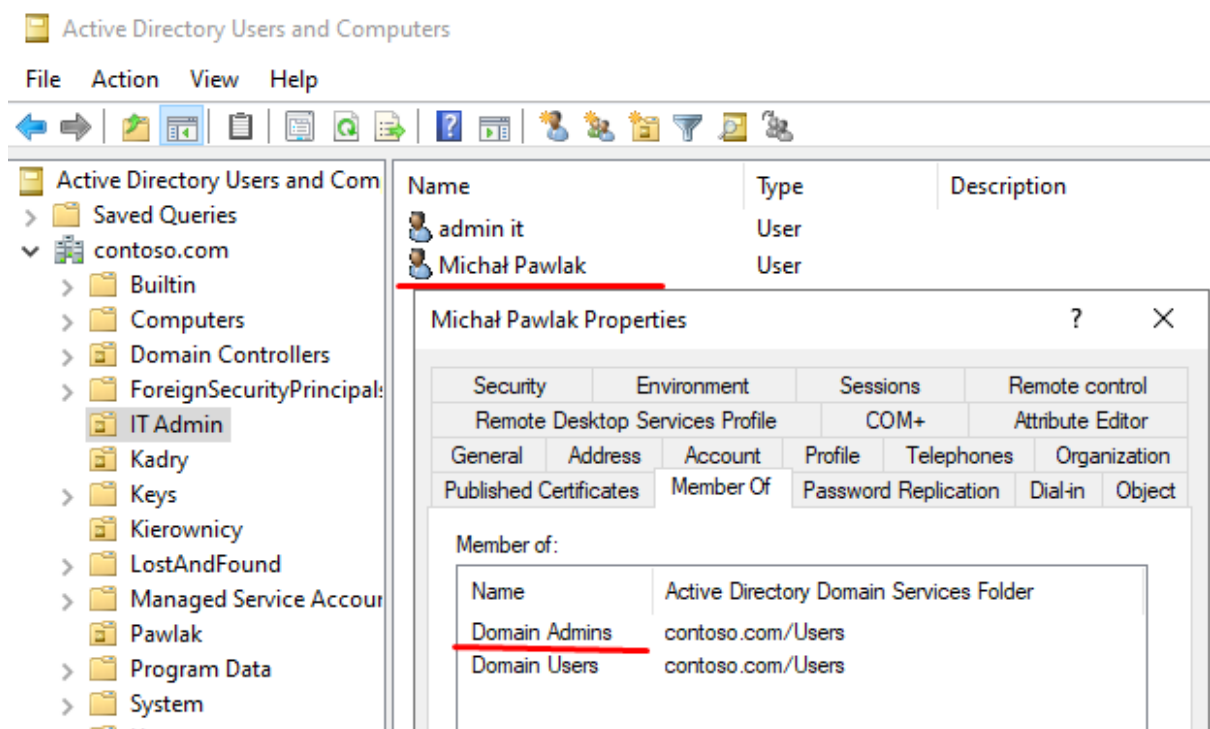 Active Directory Users and Computers
File Action View Help
Active Directory Users and Com
Saved Queries
contoso.com
Builtin
Computers
Domain Controllers
ForeignSecurityPrincipals
IT Admin
Kadry
Keys
Kierownicy
LostAndFound
Managed Service Accour
Pawlak
Program Data
System
Name Type Description
admin it User
Michał Pawlak User
Michał Pawlak Properties ? X
Security Environment Sessions Remote control
Remote Desktop Services Profile COM+ Attribute Editor
General Address Account Profile Telephones Organization
Published Certificates Member Of Password Replication Dial-in Object
Member of:
Name Active Directory Domain Services Folder
Domain Admins contoso.com/Users
Domain Users contoso.com/Users